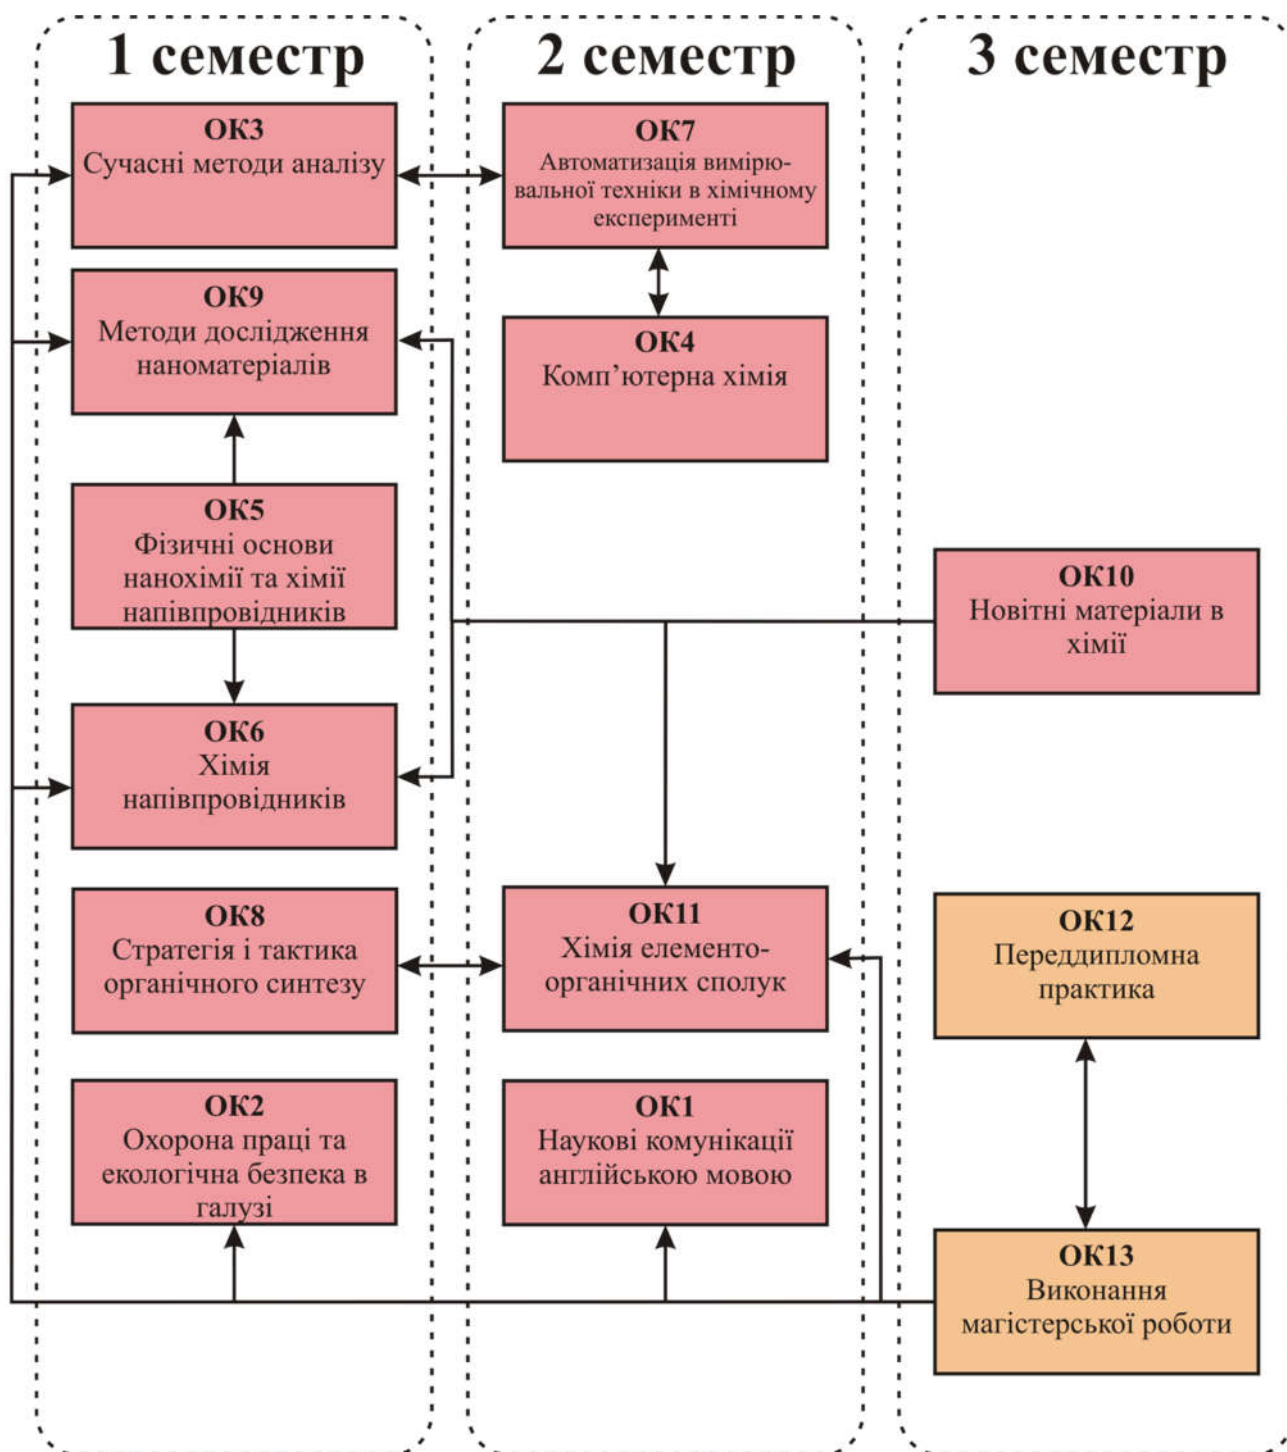 1 семестр
ОК3
Сучасні методи аналізу
ОК9
Методи дослідження
наноматеріалів
ОК5
Фізичні основи
нанохімії та хімії
напівпровідників
ОК6
Хімія
напівпровідників
ОК8
Стратегія і тактика
органічного синтезу
ОК2
Охорона праці та
екологічна безпека в
галузі
2 семестр
ОК7
Автоматизація вимірю-
вальної техніки в хімічному
експерименті
ОК4
Комп’ютерна хімія
ОК11
Хімія елементо-
органічних сполук
ОК1
Наукові комунікації
англійською мовою
3 семестр
ОК10
Новітні матеріали в
хімії
ОК12
Переддипломна
практика
ОК13
Виконання
магістерської роботи